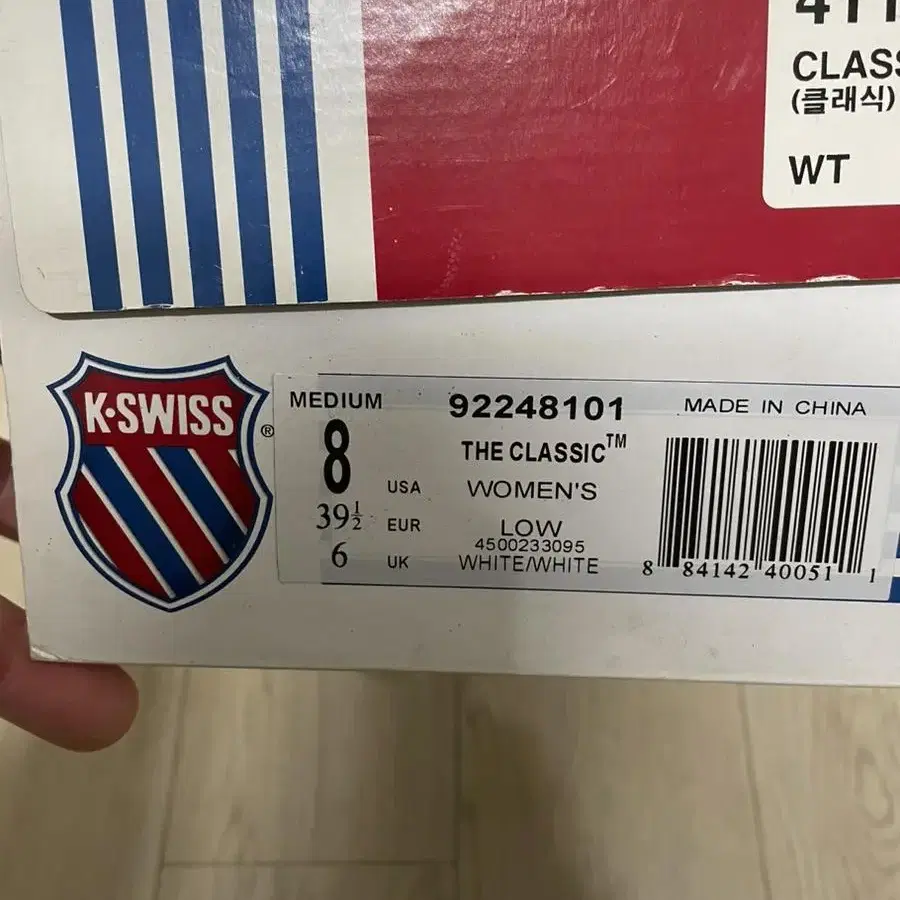 CLASS
(클래식)
WT
K·SWISS®
MEDIUM
8 USA
39½ EUR
6 UK
92248101
THE CLASSIC™
WOMEN'S
LOW
4500233095
WHITE/WHITE
MADE IN CHINA
8 84142 40051 1